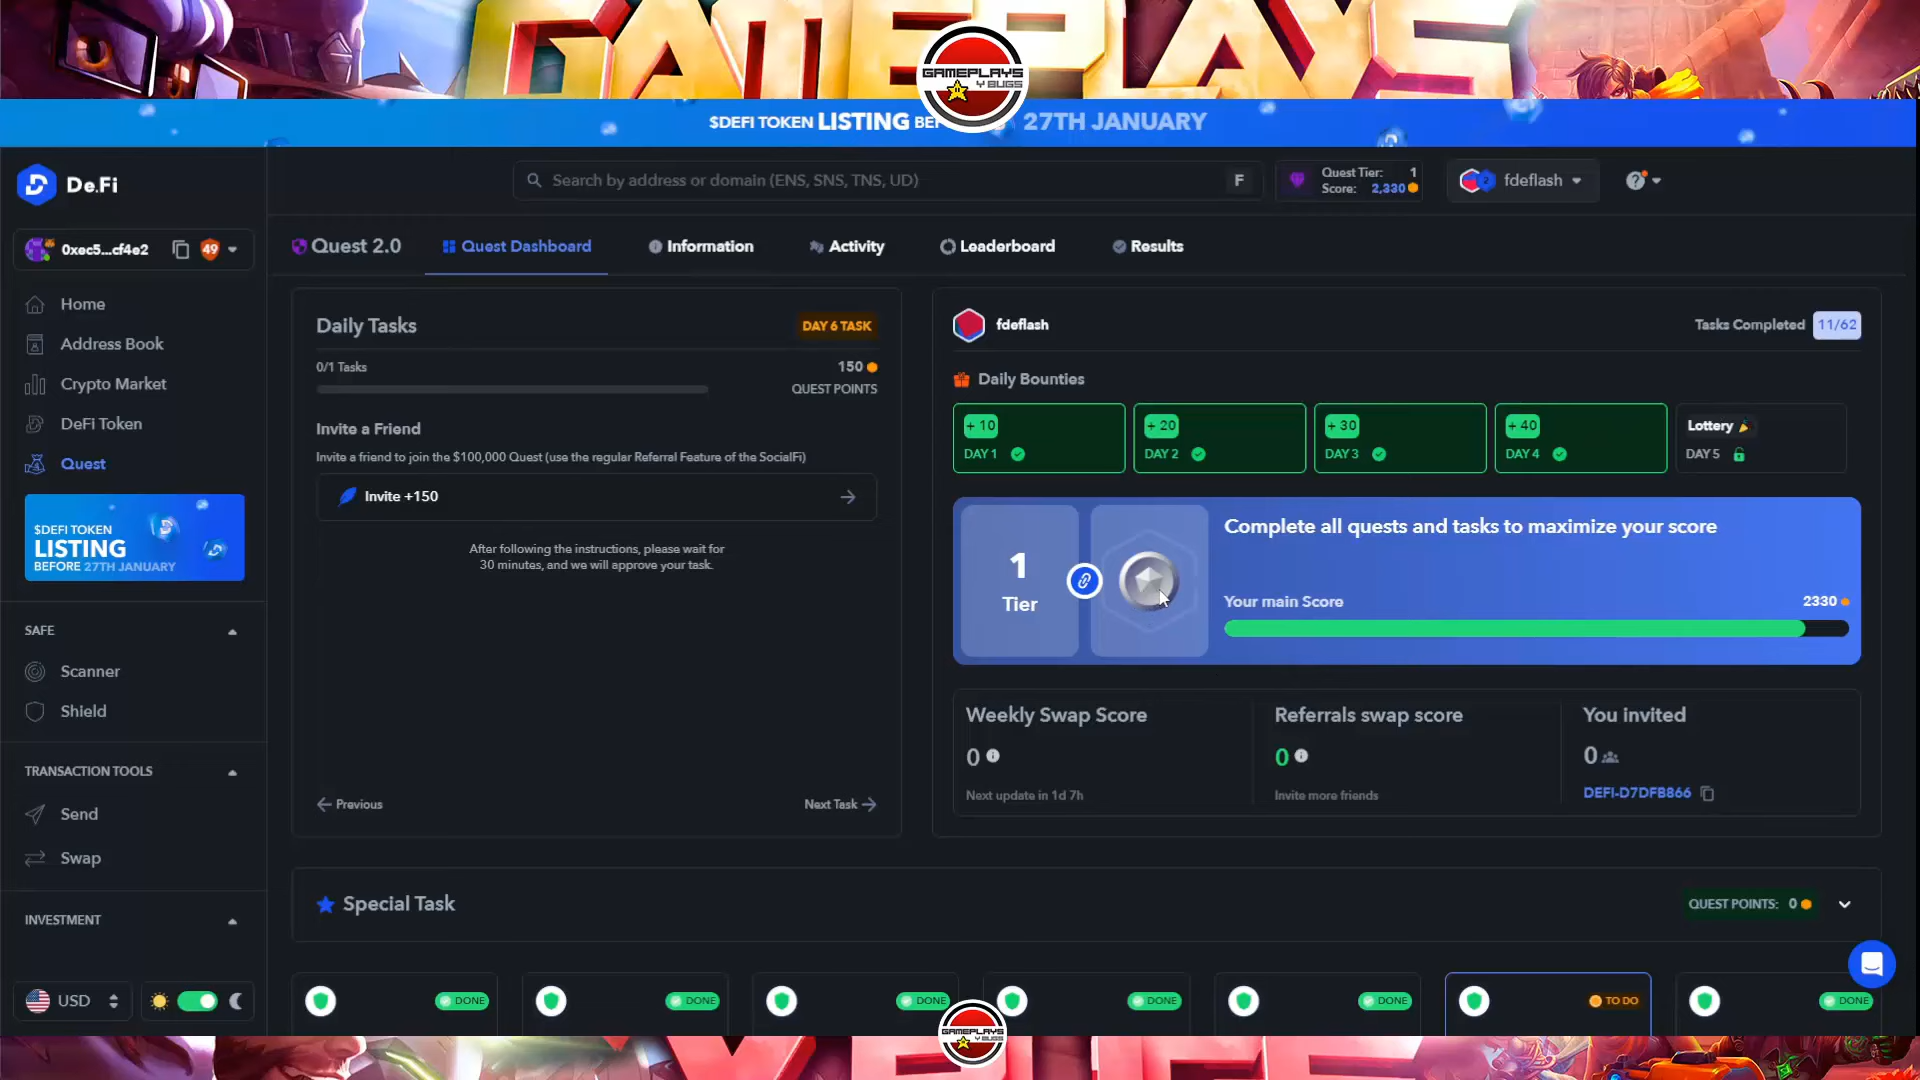 GAMEPLAYS
GAMEPLAYS
Y BUGS
$DEFI TOKEN LISTING 27TH JANUARY
De.Fi
Search by address or domain (ENS, SNS, TNS, UD)
F
Quest Tier: 1
Score: 2,330
fdeflash
0xec5...cf4e2
49
Quest 2.0
Quest Dashboard
Information
Activity
Leaderboard
Results
Home
Address Book
Crypto Market
DeFi Token
Quest
$DEFI TOKEN
LISTING
BEFORE 27TH JANUARY
SAFE
Scanner
Shield
TRANSACTION TOOLS
Send
Swap
INVESTMENT
USD
Daily Tasks
DAY 6 TASK
0/1 Tasks
150
QUEST POINTS
Invite a Friend
Invite a friend to join the $100,000 Quest (use the regular Referral Feature of the SocialFi)
Invite +150
After following the instructions, please wait for
30 minutes, and we will approve your task.
Previous
Next Task
fdeflash
Tasks Completed 11/62
Daily Bounties
+ 10
DAY 1
+ 20
DAY 2
+ 30
DAY 3
+ 40
DAY 4
Lottery
DAY 5
1
Tier
Complete all quests and tasks to maximize your score
Your main Score
2330
Weekly Swap Score
0
Next update in 1d 7h
Referrals swap score
0
Invite more friends
You invited
0
DEFI-D7DFB866
Special Task
QUEST POINTS: 0
DONE
DONE
DONE
DONE
DONE
TO DO
DONE
GAMEPLAYS
Y BUGS